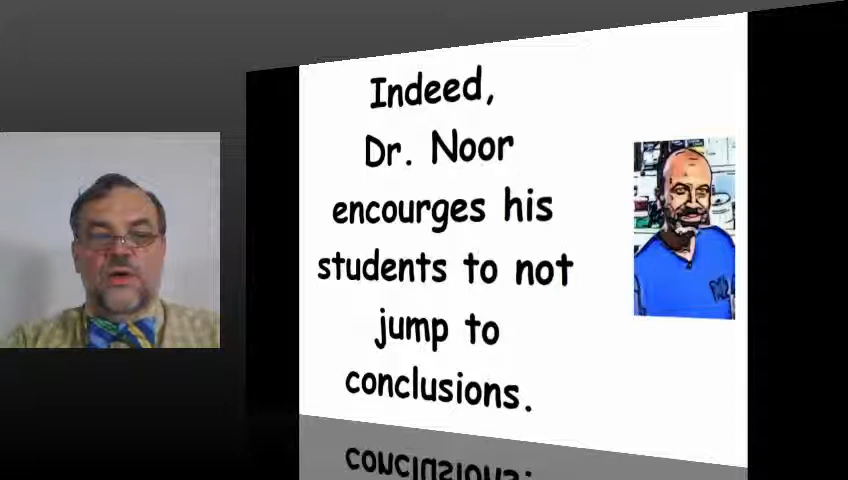 Indeed,
Dr. Noor
encourges his
students to not
jump to
conclusions.